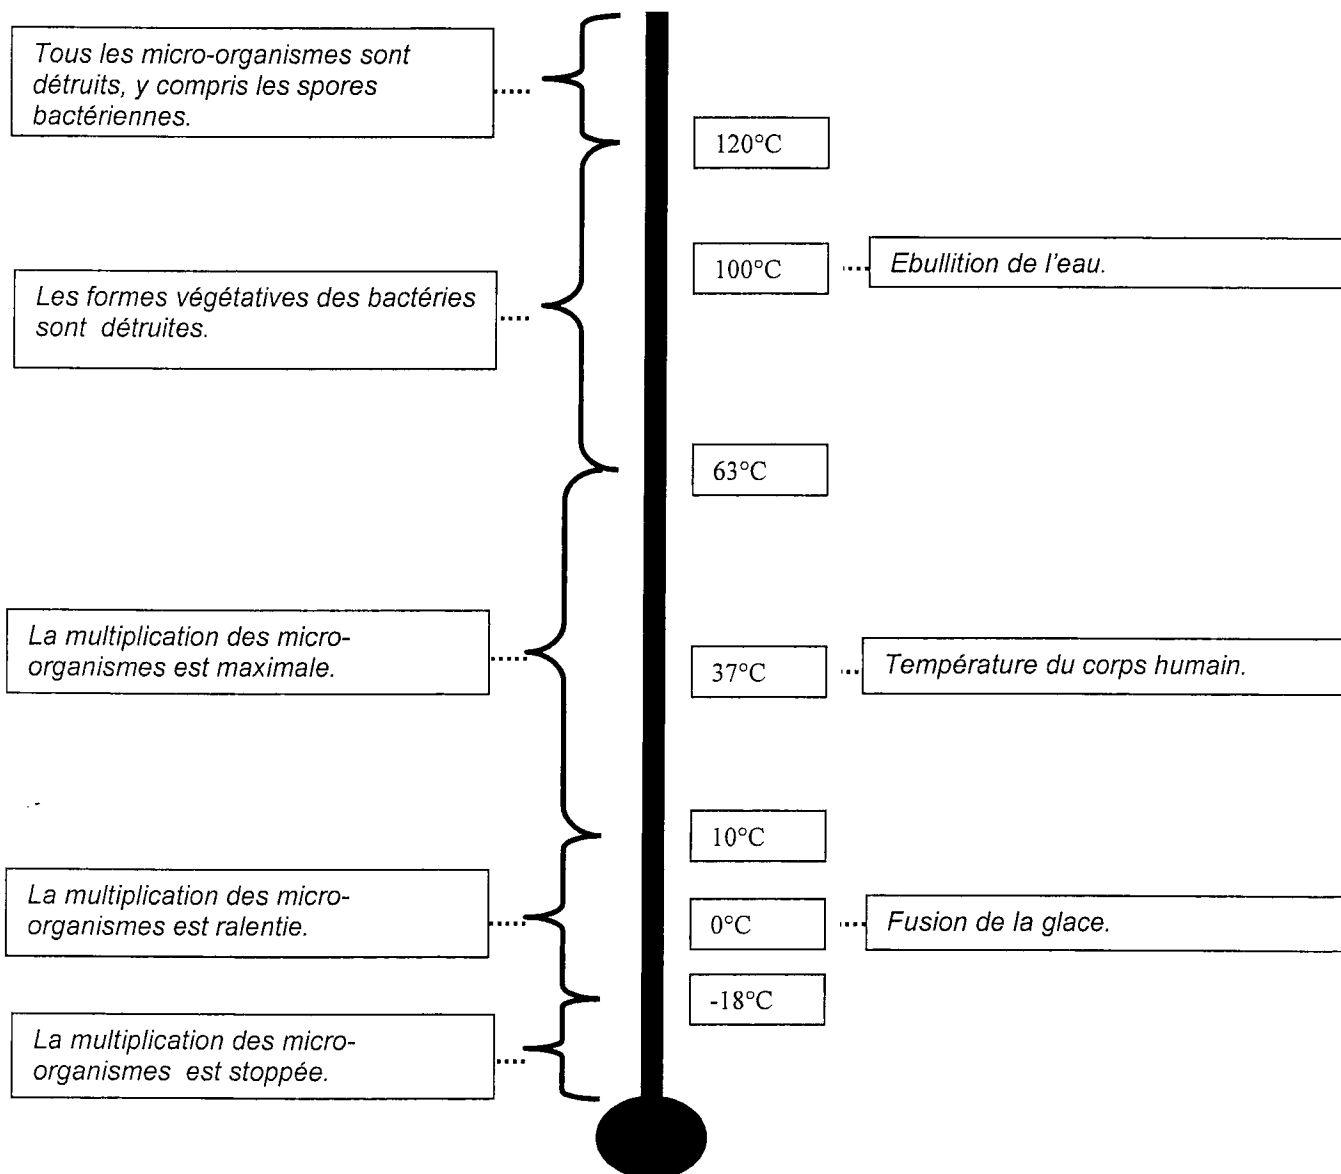 Tous les micro-organismes sont
détruits, y compris les spores
bactériennes.
120°C
100°C
Ebullition de l'eau.
Les formes végétatives des bactéries
sont détruites.
63°C
La multiplication des micro-
organismes est maximale.
37°C
Température du corps humain.
10°C
La multiplication des micro-
organismes est ralentie.
0°C
Fusion de la glace.
-18°C
La multiplication des micro-
organismes est stoppée.